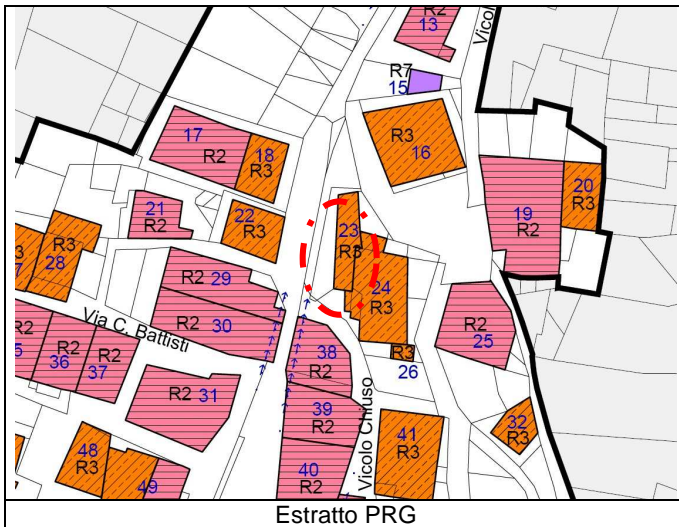 R2
13
Vicolo
R7
15
17
R2
18
R3
R3
16
20
R3
19
R2
21
R2
22
R3
23
R3
R3
28
R2 29
24
R3
R2 30
Via C. Battisti
R2
25
R2
36
R2
37
38
R2
R3
26
R2 31
39
R2
Vicolo Chiuso
41
R3
32
R3
48
R3
49
40
R2
Estratto PRG